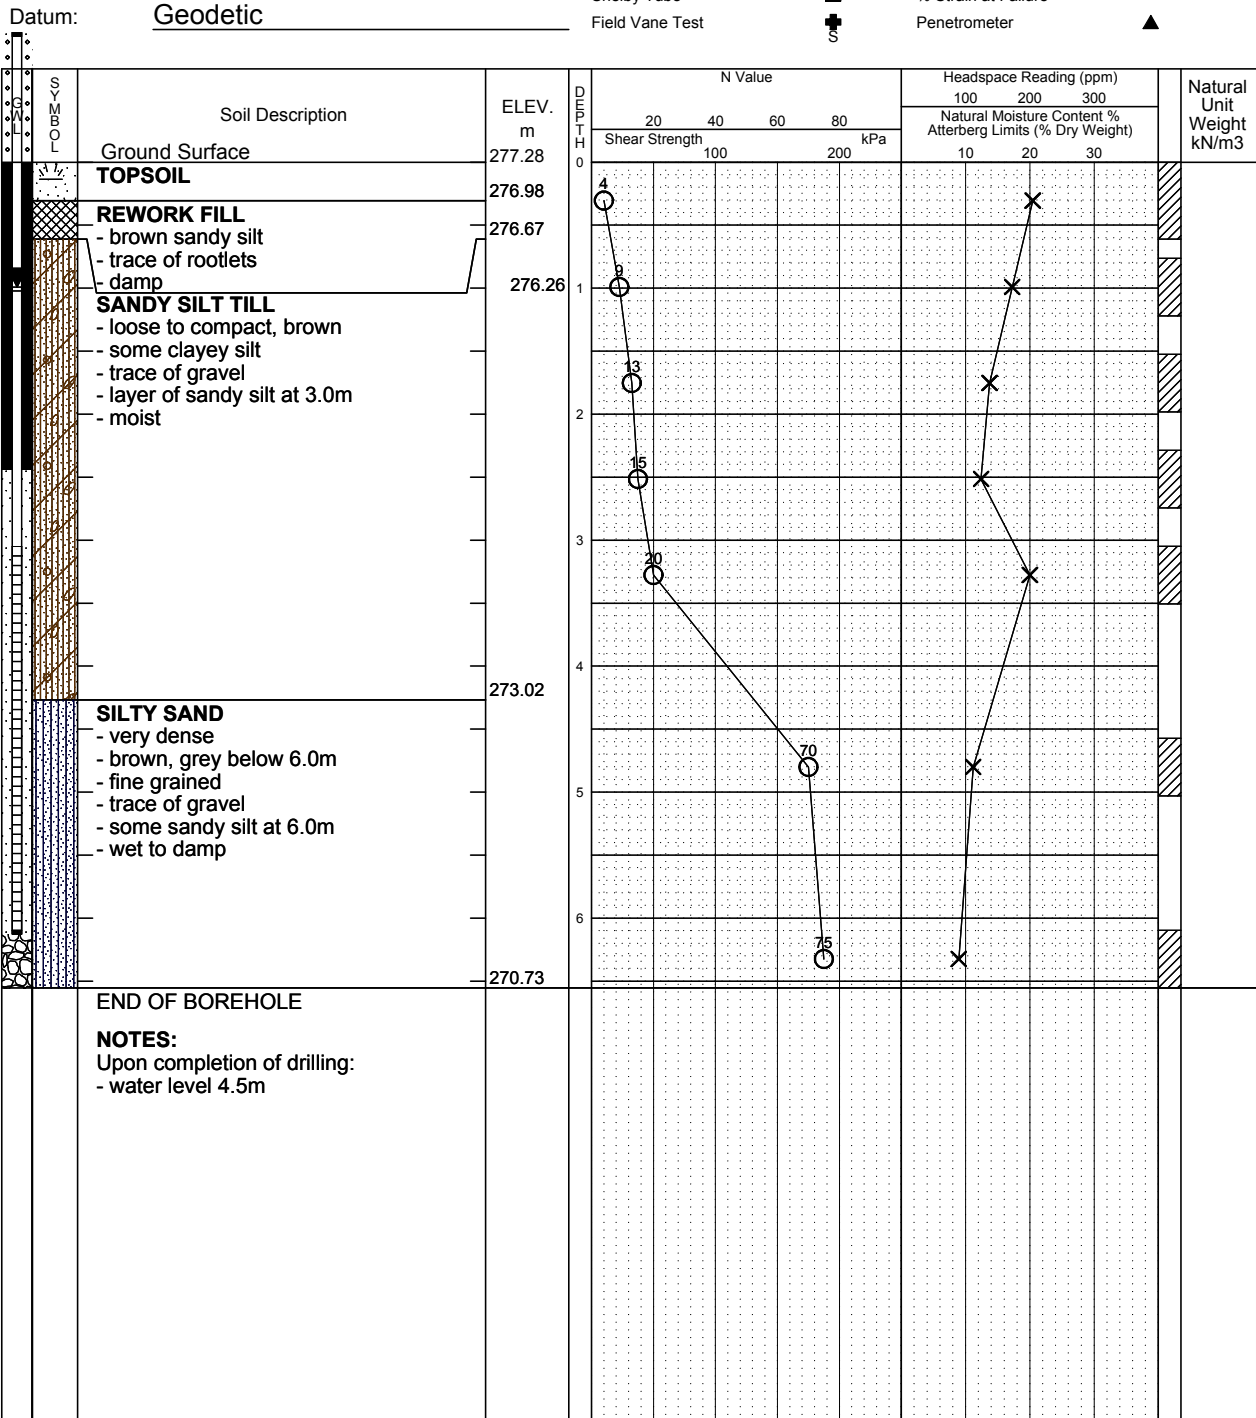 Datum: Geodetic
Field Vane Test
S
Penetrometer
GWL
SYMBOL
Soil Description
ELEV.
m
DEPTH
N Value
20 40 60 80
Shear Strength kPa
100 200
Headspace Reading (ppm)
100 200 300
Natural Moisture Content %
Atterberg Limits (% Dry Weight)
10 20 30
Natural
Unit
Weight
kN/m3
Ground Surface
277.28
0
TOPSOIL
276.98
4
REWORK FILL
276.67
- brown sandy silt
- trace of rootlets
- damp
276.26
9
1
SANDY SILT TILL
- loose to compact, brown
- some clayey silt
- trace of gravel
- layer of sandy silt at 3.0m
- moist
13
2
15
3
20
4
273.02
SILTY SAND
- very dense
- brown, grey below 6.0m
- fine grained
- trace of gravel
- some sandy silt at 6.0m
- wet to damp
70
5
6
75
270.73
END OF BOREHOLE
NOTES:
Upon completion of drilling:
- water level 4.5m